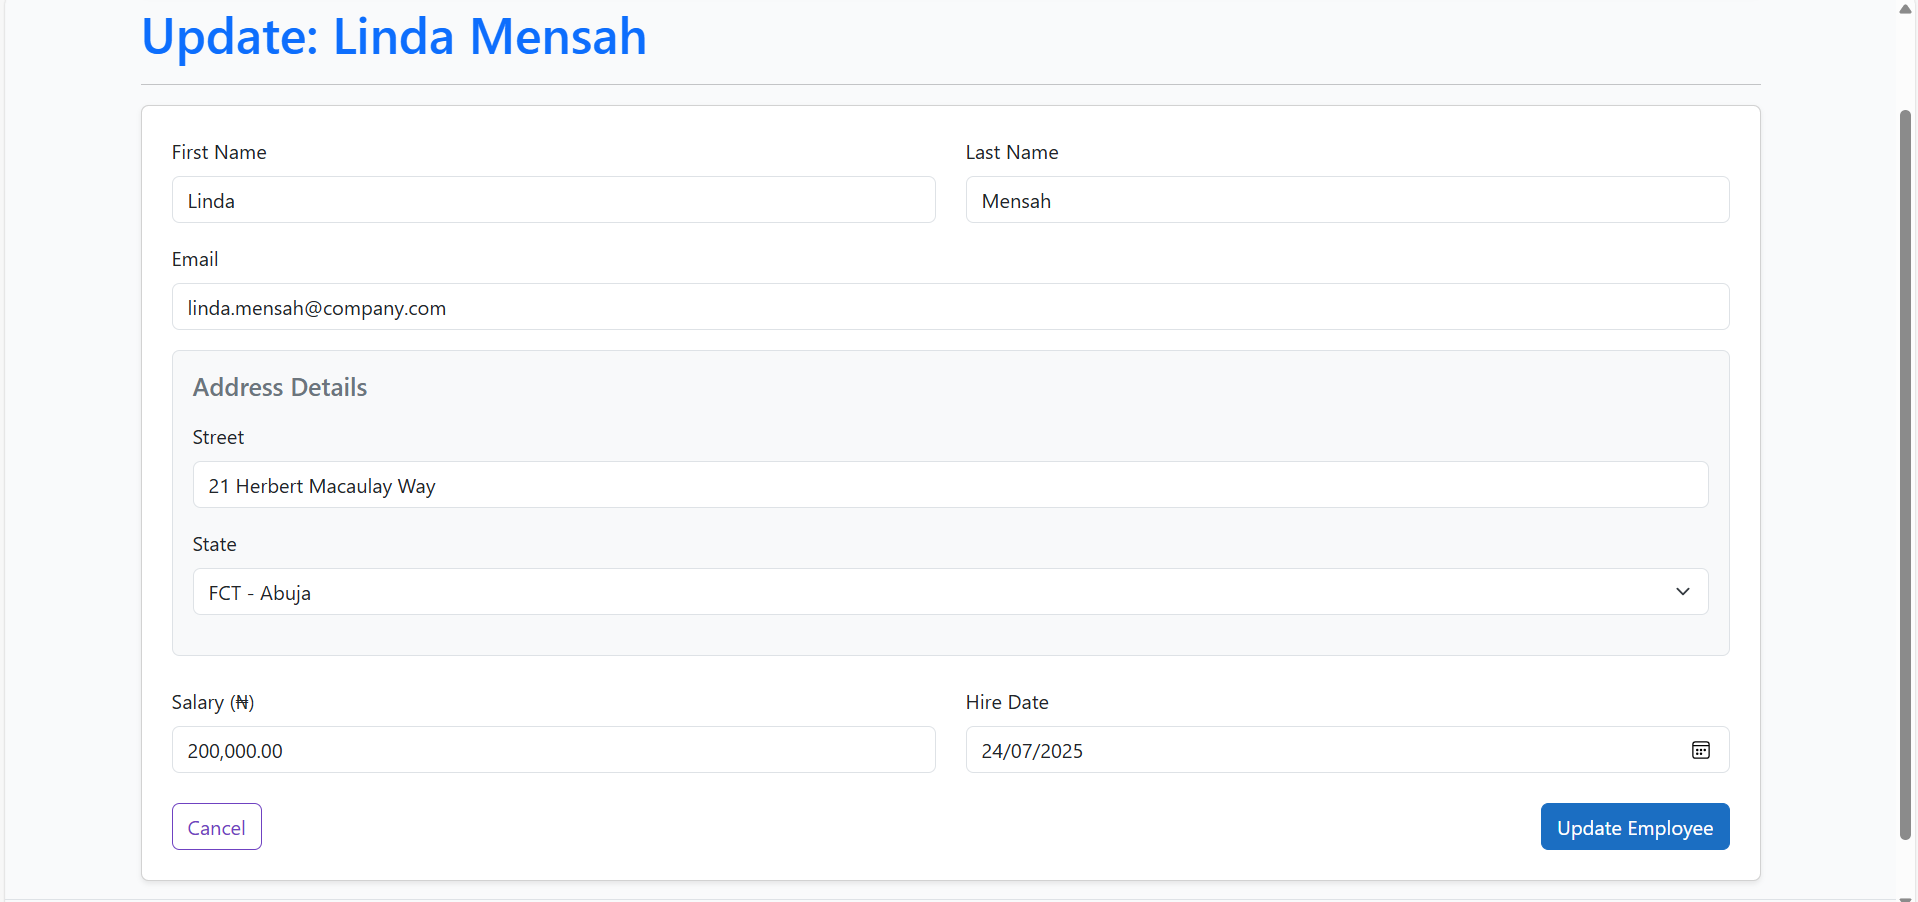 Update: Linda Mensah
First Name
Last Name
Linda
Mensah
Email
linda.mensah@company.com
Address Details
Street
21 Herbert Macaulay Way
State
FCT - Abuja
Salary (₦)
Hire Date
200,000.00
24/07/2025
Cancel
Update Employee